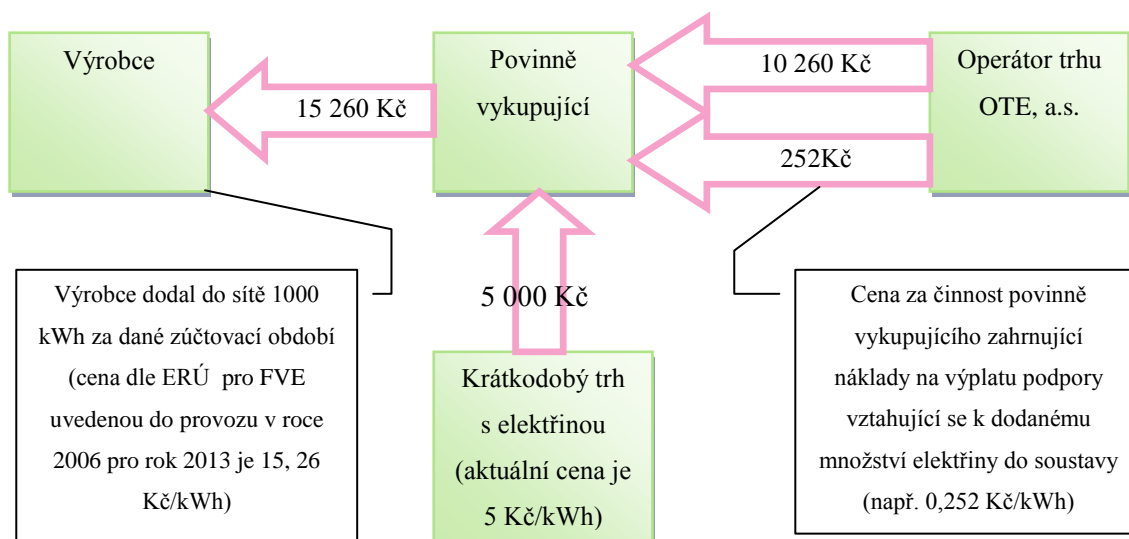 Výrobce
15 260 Kč
Povinně
vykupující
10 260 Kč
252Kč
Operátor trhu
OTE, a.s.
5 000 Kč
Výrobce dodal do sítě 1000
kWh za dané zúčtovací období
(cena dle ERÚ  pro FVE
uvedenou do provozu v roce
2006 pro rok 2013 je 15, 26
Kč/kWh)
Krátkodobý trh
s elektřinou
(aktuální cena je
5 Kč/kWh)
Cena za činnost povinně
vykupujícího zahrnující
náklady na výplatu podpory
vztahující se k dodanému
množství elektřiny do soustavy
(např. 0,252 Kč/kWh)